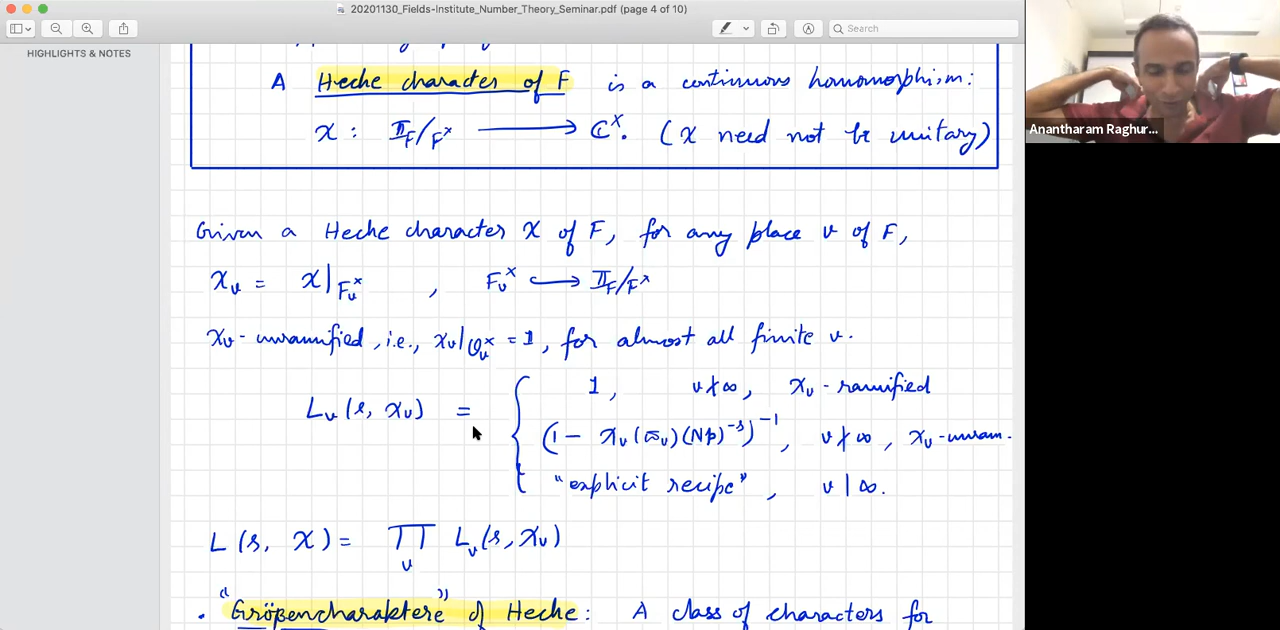 20201130_Fields-Institute_Number_Theory_Seminar.pdf (page 4 of 10)
Search
HIGHLIGHTS & NOTES
Anantharam Raghur...
A Hecke character of F is a continuous homomorphism:
χ : 𝕀_F/F^× ⟶ ℂ^×. (χ need not be unitary)
Given a Hecke character χ of F, for any place v of F,
χ_v = χ|_{F_v^×} , F_v^× ↪ 𝕀_F/F^×
χ_v - unramified, i.e., χ_v|_{O_v^×} = 1, for almost all finite v.
L_v(s, χ_v) = { 1, v∤∞, χ_v - ramified
(1 - χ_v(ϖ_v)(Np)^{-s})^{-1}, v∤∞, χ_v - unram.
"explicit recipe", v|∞.
L(s, χ) = ∏_v L_v(s, χ_v)
• "Größencharaktere" of Hecke: A class of characters for